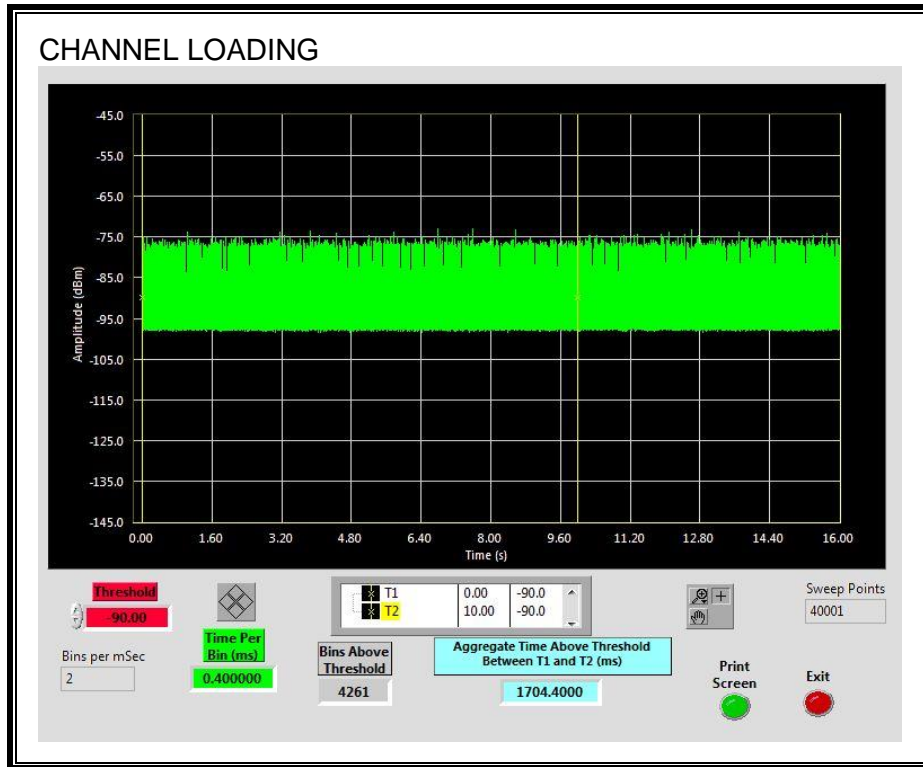 CHANNEL LOADING
-45.0
-55.0
-65.0
-75.0
-85.0
-95.0
-105.0
-115.0
-125.0
-135.0
-145.0
Amplitude (dBm)
0.00 1.60 3.20 4.80 6.40 8.00 9.60 11.20 12.80 14.40 16.00
Time (s)
Threshold
-90.00
Bins per mSec
2
Time Per
Bin (ms)
0.400000
T1 0.00 -90.0
T2 10.00 -90.0
Bins Above
Threshold
4261
Aggregate Time Above Threshold
Between T1 and T2 (ms)
1704.4000
Sweep Points
40001
Print
Screen
Exit